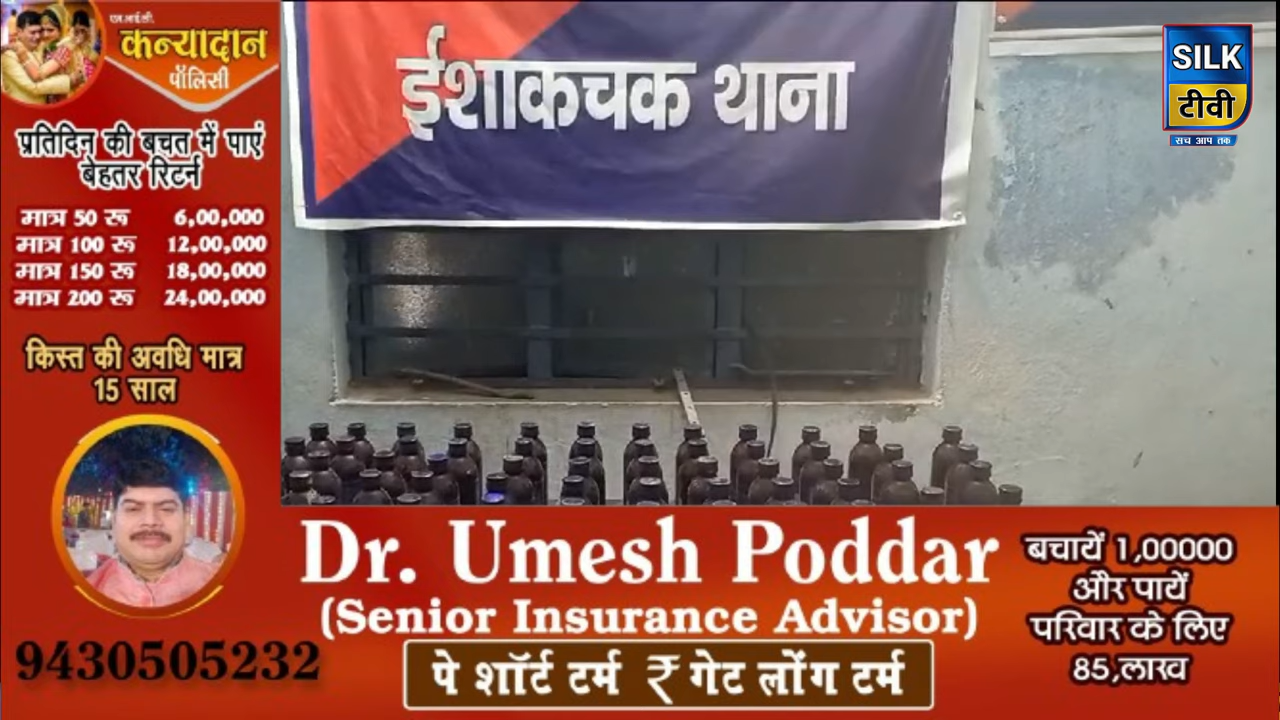 एल.आई.सी.
कन्यादान
पॉलिसी
प्रतिदिन की बचत में पाएं
बेहतर रिटर्न
मात्र 50 रू 6,00,000
मात्र 100 रू 12,00,000
मात्र 150 रू 18,00,000
मात्र 200 रू 24,00,000
किस्त की अवधि मात्र
15 साल
9430505232
ईशाकचक थाना
SILK
टीवी
सच आप तक
Dr. Umesh Poddar
(Senior Insurance Advisor)
पे शॉर्ट टर्म ₹ गेट लोंग टर्म
बचायें 1,00000
और पायें
परिवार के लिए
85,लाख